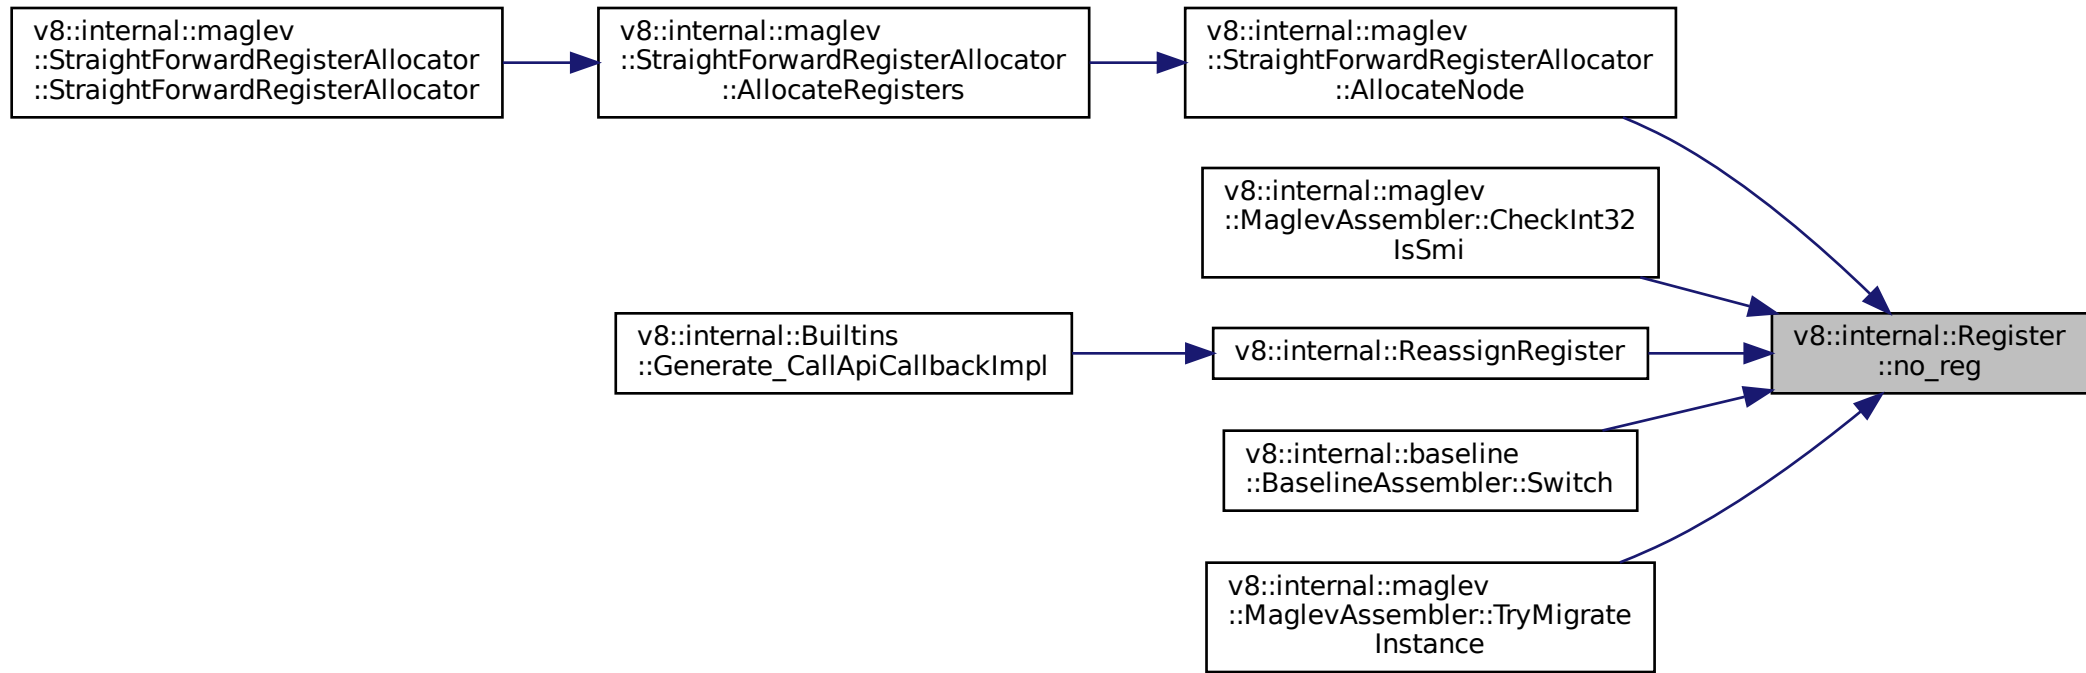 v8::internal::maglev
::StraightForwardRegisterAllocator
::StraightForwardRegisterAllocator
v8::internal::maglev
::StraightForwardRegisterAllocator
::AllocateRegisters
v8::internal::maglev
::StraightForwardRegisterAllocator
::AllocateNode
v8::internal::maglev
::MaglevAssembler::CheckInt32
IsSmi
v8::internal::Builtins
::Generate_CallApiCallbackImpl
v8::internal::ReassignRegister
v8::internal::Register
::no_reg
v8::internal::baseline
::BaselineAssembler::Switch
v8::internal::maglev
::MaglevAssembler::TryMigrate
Instance